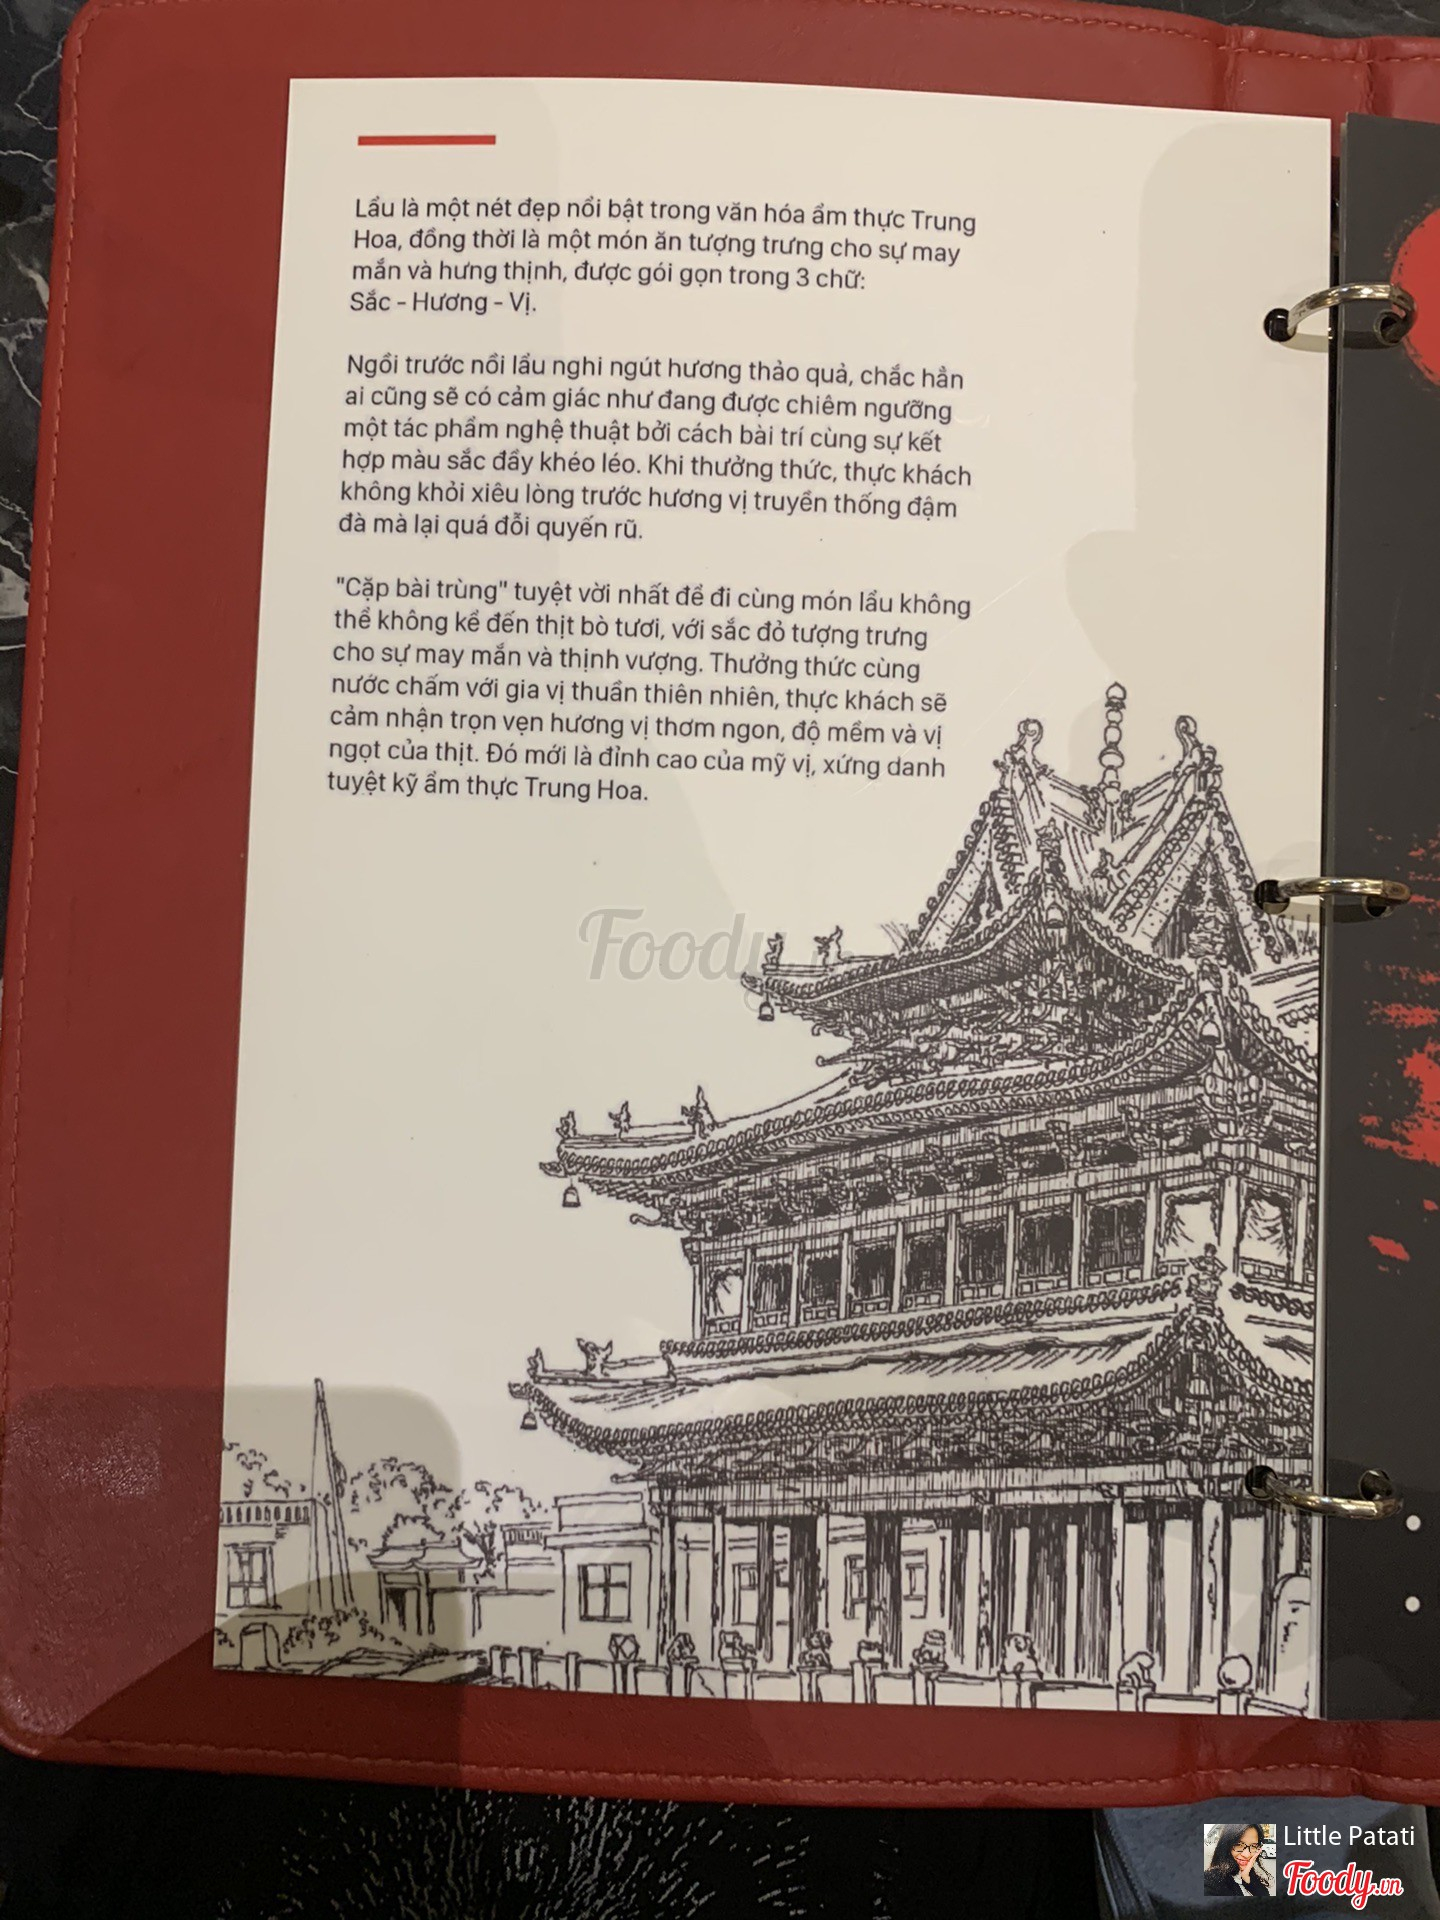 Lẩu là một nét đẹp nổi bật trong văn hóa ẩm thực Trung
Hoa, đồng thời là một món ăn tượng trưng cho sự may
mắn và hưng thịnh, được gói gọn trong 3 chữ:
Sắc - Hương - Vị.
Ngồi trước nồi lẩu nghi ngút hương thảo quả, chắc hẳn
ai cũng sẽ có cảm giác như đang được chiêm ngưỡng
một tác phẩm nghệ thuật bởi cách bài trí cùng sự kết
hợp màu sắc đầy khéo léo. Khi thưởng thức, thực khách
không khỏi xiêu lòng trước hương vị truyền thống đậm
đà mà lại quá đỗi quyến rũ.
"Cặp bài trùng" tuyệt vời nhất để đi cùng món lẩu không
thể không kể đến thịt bò tươi, với sắc đỏ tượng trưng
cho sự may mắn và thịnh vượng. Thưởng thức cùng
nước chấm với gia vị thuần thiên nhiên, thực khách sẽ
cảm nhận trọn vẹn hương vị thơm ngon, độ mềm và vị
ngọt của thịt. Đó mới là đỉnh cao của mỹ vị, xứng danh
tuyệt kỹ ẩm thực Trung Hoa.
Foody
Little Patati
Foody.vn